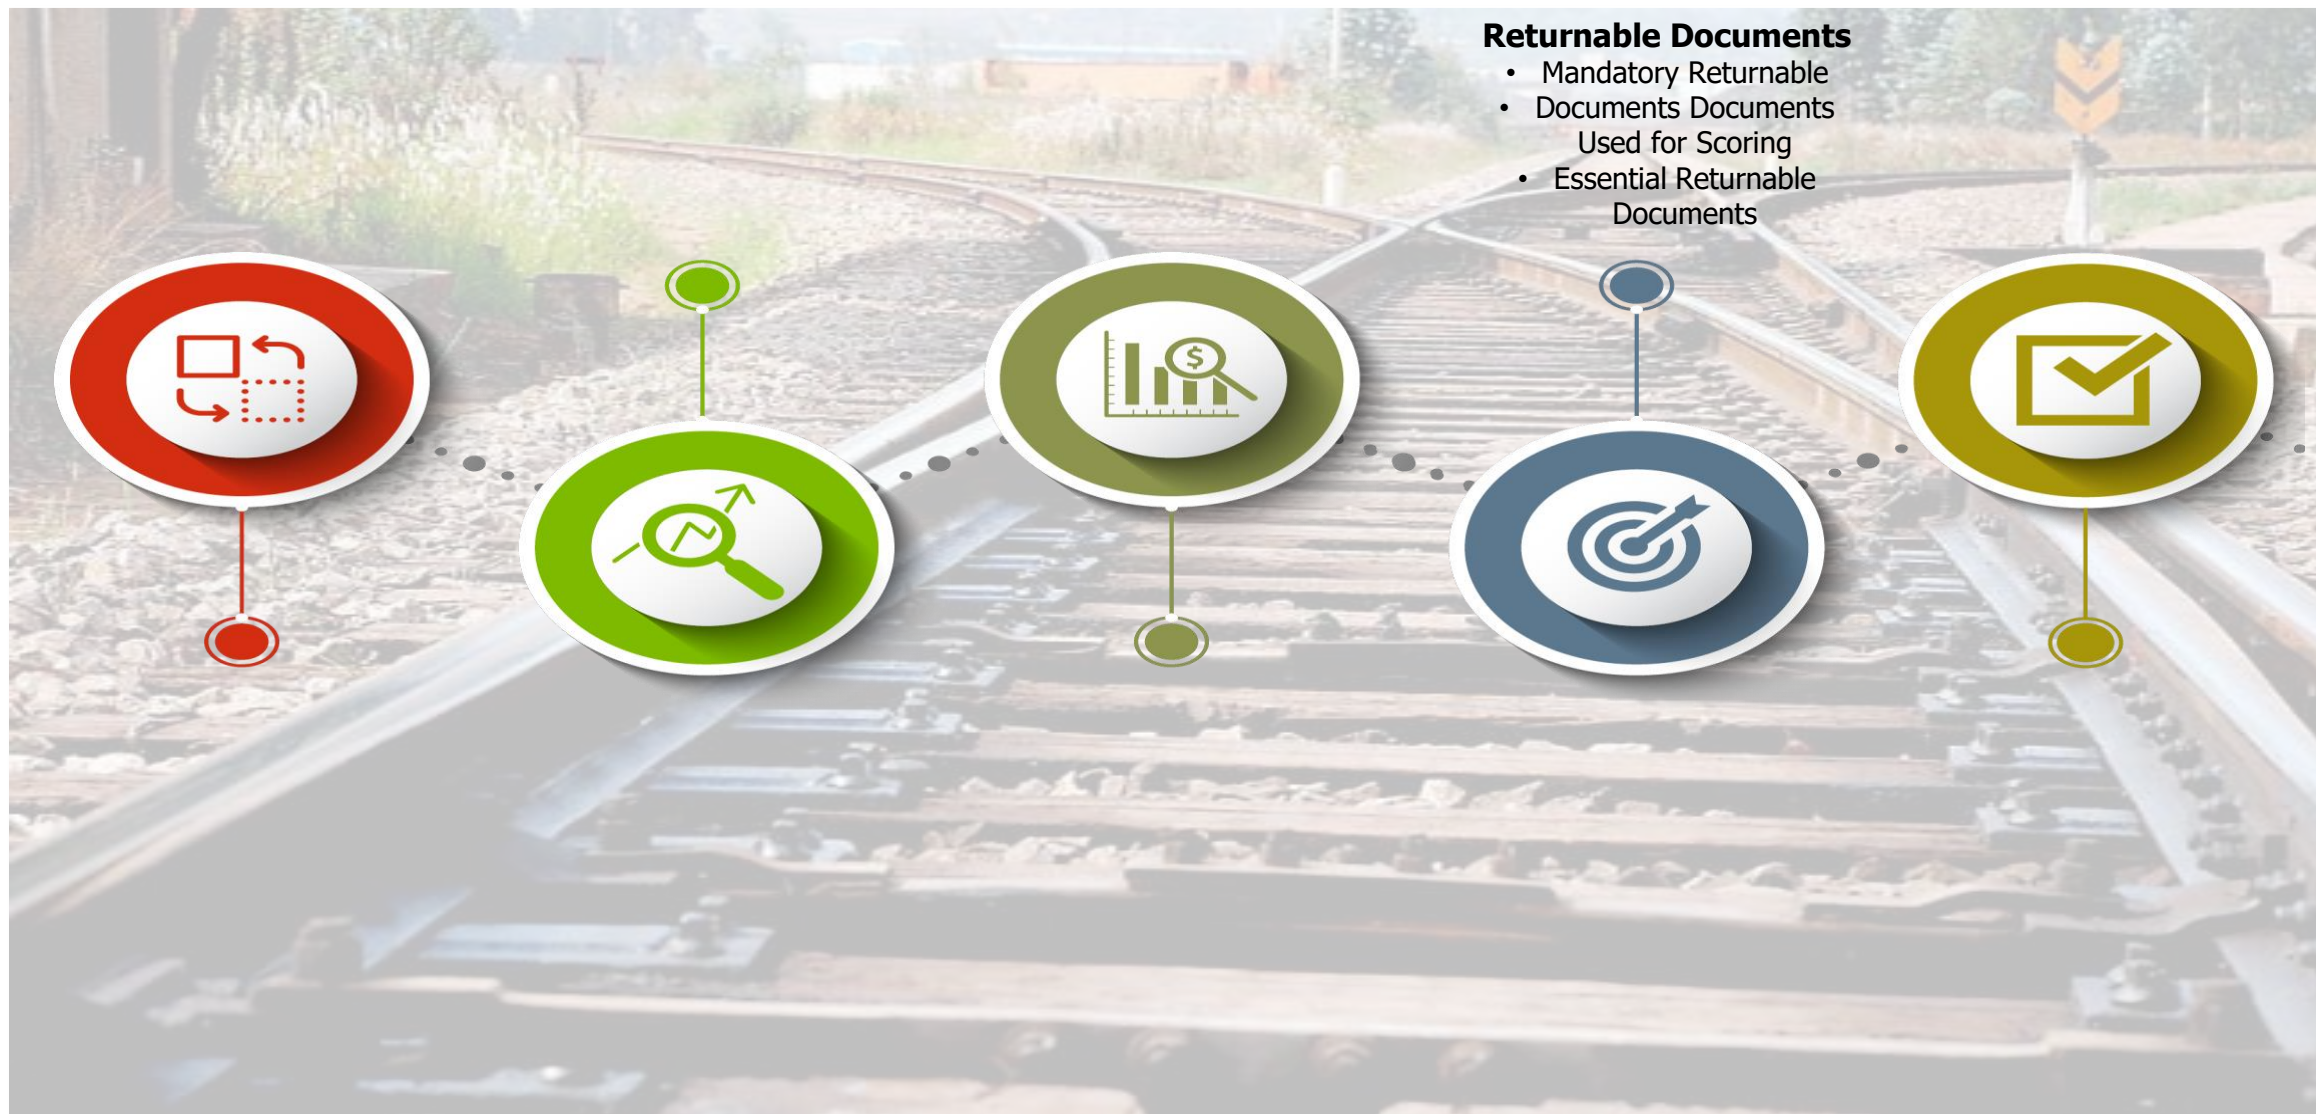 Returnable Documents
• Mandatory Returnable
• Documents Documents
Used for Scoring
• Essential Returnable
Documents
$